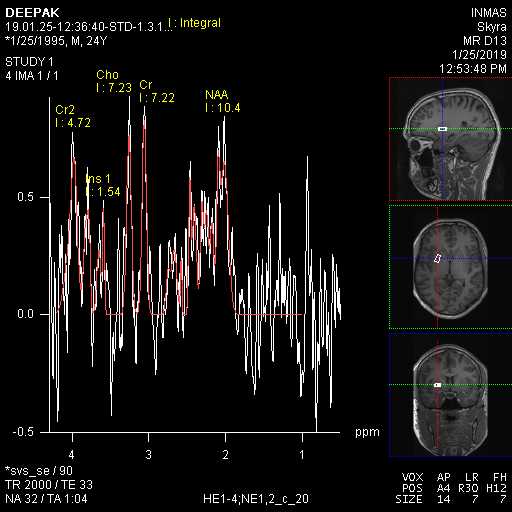 DEEPAK
19.01.25-12:36:40-STD-1.3.1...
I : Integral
*1/25/1995, M, 24Y
STUDY 1
4 IMA 1 / 1
INMAS
Skyra
MR D13
1/25/2019
12:53:48 PM
Cho
I : 7.23
Cr
I : 7.22
NAA
I : 10.4
Cr2
I : 4.72
Ins 1
I : 1.54
0.5
0.0
-0.5
4
3
2
1
ppm
*svs_se / 90
TR 2000 / TE 33
NA 32 / TA 1:04
HE1-4;NE1,2_c_20
VOX AP LR FH
POS A4 R30 H12
SIZE 14 7 7